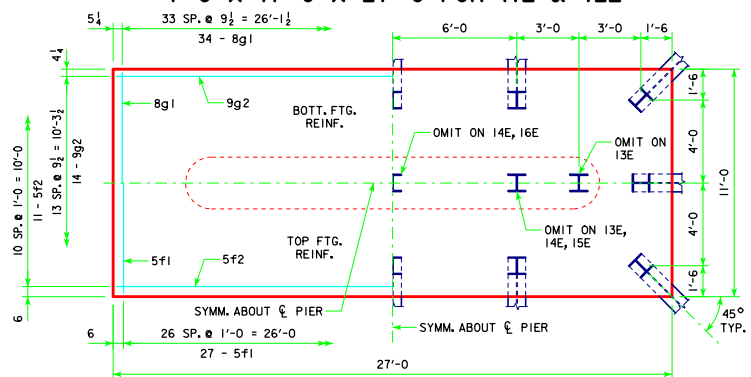 33 SP. @ 9½ = 26'-1½
34 - 8g1
5¼
4¼
6'-0
3'-0
3'-0
1'-6
8g1
9g2
BOTT. FTG.
REINF.
OMIT ON 14E, 16E
OMIT ON
13E
1'-6
4'-0
11'-0
4'-0
1'-6
10 SP. @ 1'-0 = 10'-0
11 - 5f2
13 SP. @ 9½ = 10'-3½
14 - 9g2
TOP FTG.
REINF.
OMIT ON 13E,
14E, 15E
5f1
5f2
6
SYMM. ABOUT ℄ PIER
SYMM. ABOUT ℄ PIER
45°
TYP.
6
26 SP. @ 1'-0 = 26'-0
27 - 5f1
27'-0